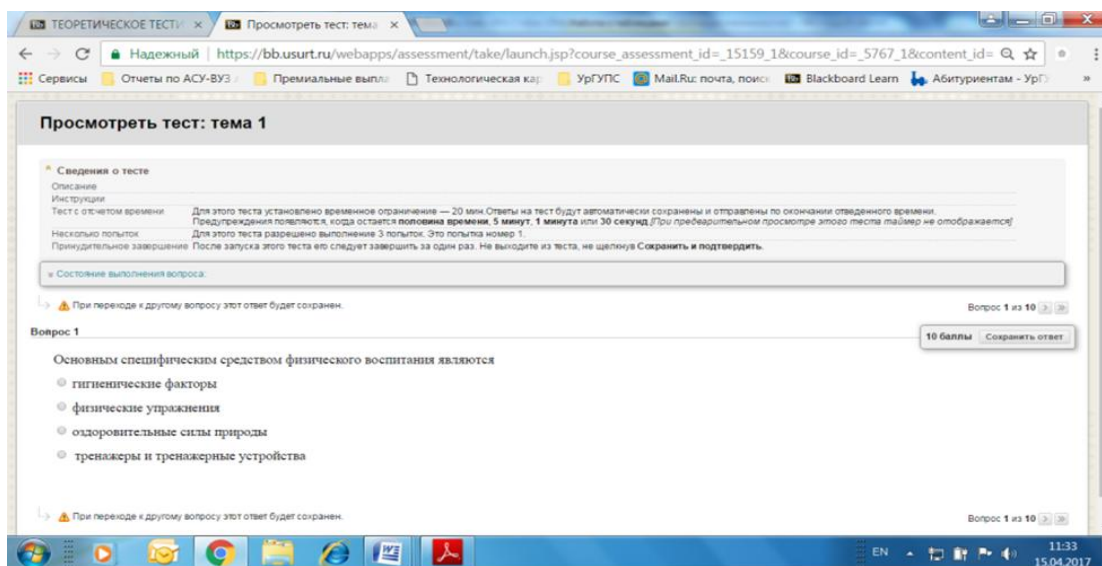 ТЕОРЕТИЧЕСКОЕ ТЕСТИ
Просмотреть тест: тема
Надежный | https://bb.usurt.ru/webapps/assessment/take/launch.jsp?course_assessment_id=_15159_1&course_id=_5767_1&content_id=
Сервисы Отчеты по АСУ-ВУЗ Премиальные выпла Технологическая кар УрГУПС Mail.Ru: почта, поиск Blackboard Learn Абитуриентам - УрГ »
Просмотреть тест: тема 1
Сведения о тесте
Описание
Инструкции
Тест с отсчетом времени Для этого теста установлено временное ограничение — 20 мин.Ответы на тест будут автоматически сохранены и отправлены по окончании отведенного времени.
Предупреждения появляются, когда остается половина времени, 5 минут, 1 минута или 30 секунд.[При предварительном просмотре этого теста таймер не отображается]
Несколько попыток Для этого теста разрешено выполнение 3 попыток. Это попытка номер 1.
Принудительное завершение После запуска этого теста его следует завершить за один раз. Не выходите из теста, не щелкнув Сохранить и подтвердить.
Состояние выполнения вопроса:
При переходе к другому вопросу этот ответ будет сохранен. Вопрос 1 из 10
Вопрос 1
10 баллы Сохранить ответ
Основным специфическим средством физического воспитания являются
гигиенические факторы
физические упражнения
оздоровительные силы природы
тренажеры и тренажерные устройства
При переходе к другому вопросу этот ответ будет сохранен. Вопрос 1 из 10
EN 11:33
15.04.2017